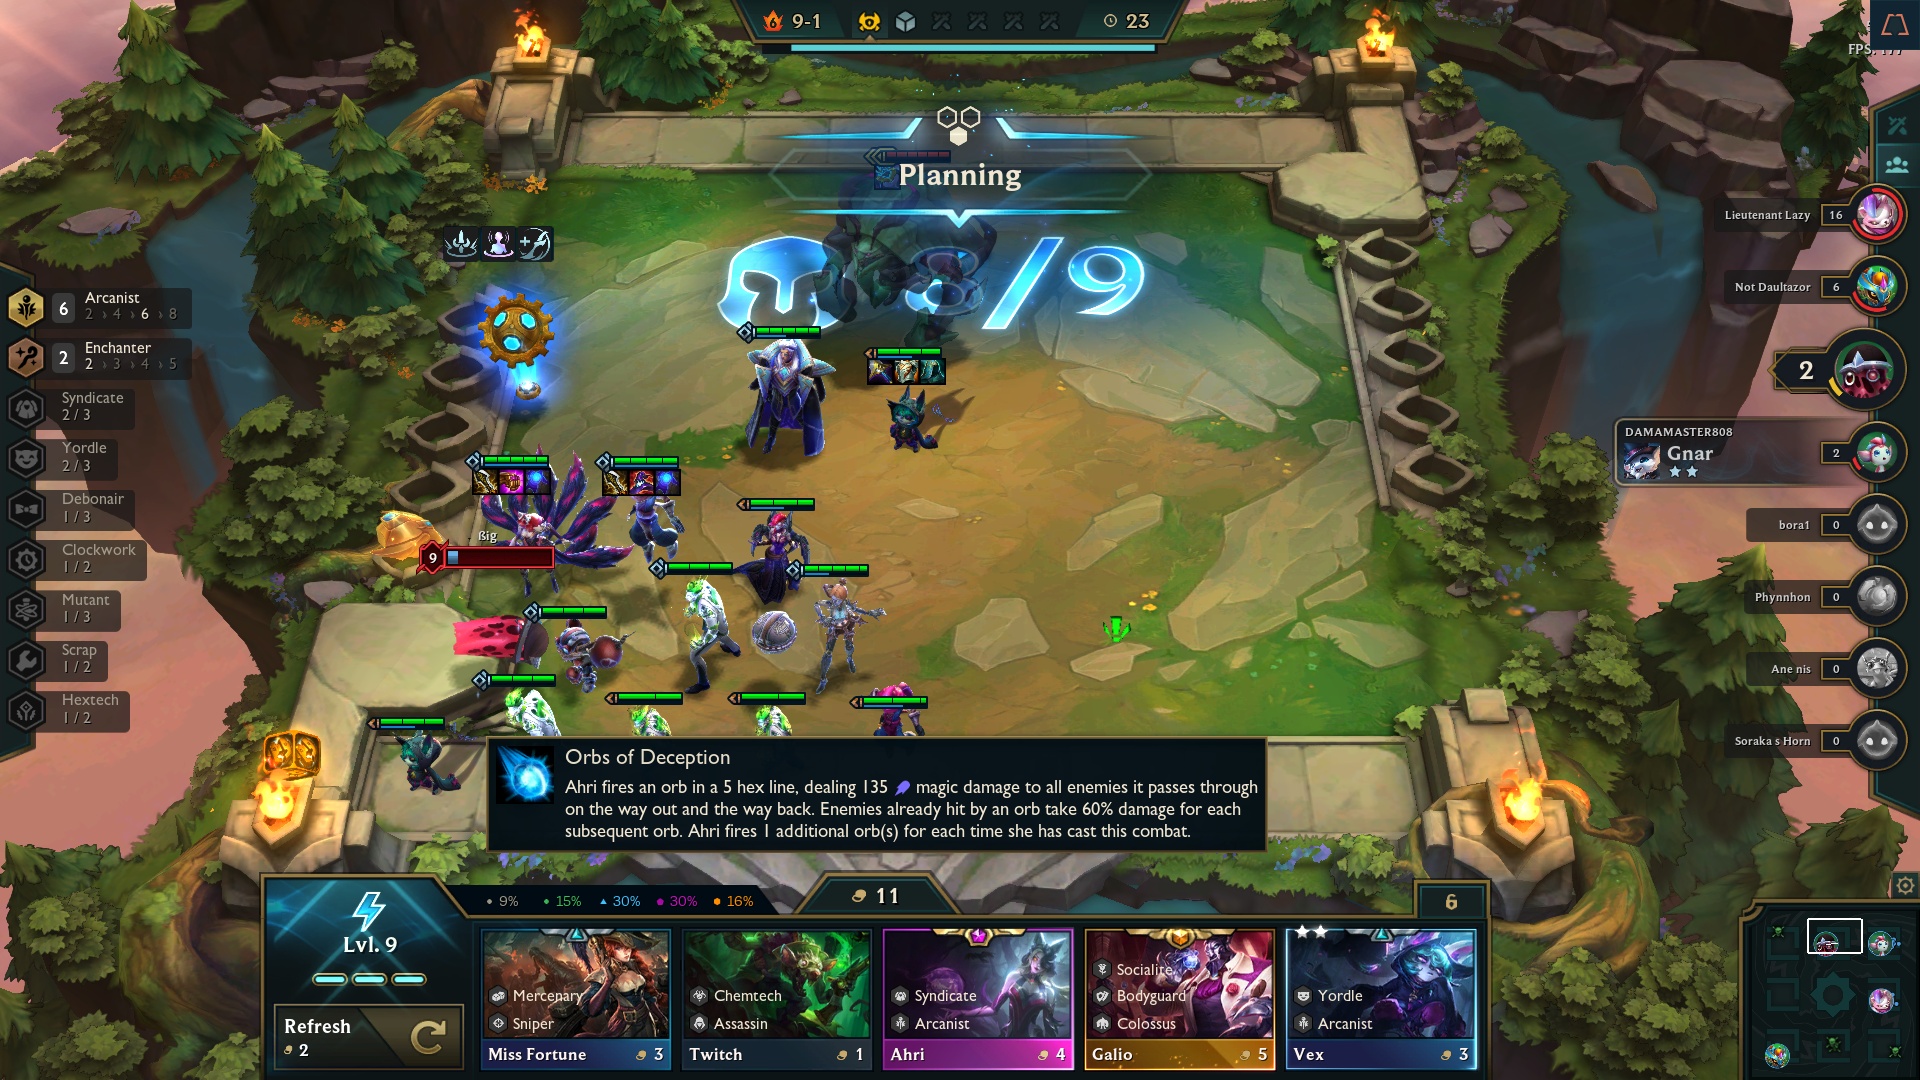 9-1
23
FPS:
Planning
/9
Lieutenant Lazy 16
Not Daultazor 6
2
DAMAMASTER808
Gnar
2
bora1 0
Phynnhon 0
Ane nis 0
Soraka s Horn 0
6 Arcanist
2 › 4 › 6 › 8
2 Enchanter
2 › 3 › 4 › 5
Syndicate
2 / 3
Yordle
2 / 3
Debonair
1 / 3
Clockwork
1 / 2
Mutant
1 / 3
Scrap
1 / 2
Hextech
1 / 2
9
Orbs of Deception
Ahri fires an orb in a 5 hex line, dealing 135 magic damage to all enemies it passes through
on the way out and the way back. Enemies already hit by an orb take 60% damage for each
subsequent orb. Ahri fires 1 additional orb(s) for each time she has cast this combat.
Lvl. 9
9% 15% 30% 30% 16%
11
6
Refresh
2
Mercenary
Sniper
Miss Fortune 3
Chemtech
Assassin
Twitch 1
Syndicate
Arcanist
Ahri 4
Socialite
Bodyguard
Colossus
Galio 5
Yordle
Arcanist
Vex 3